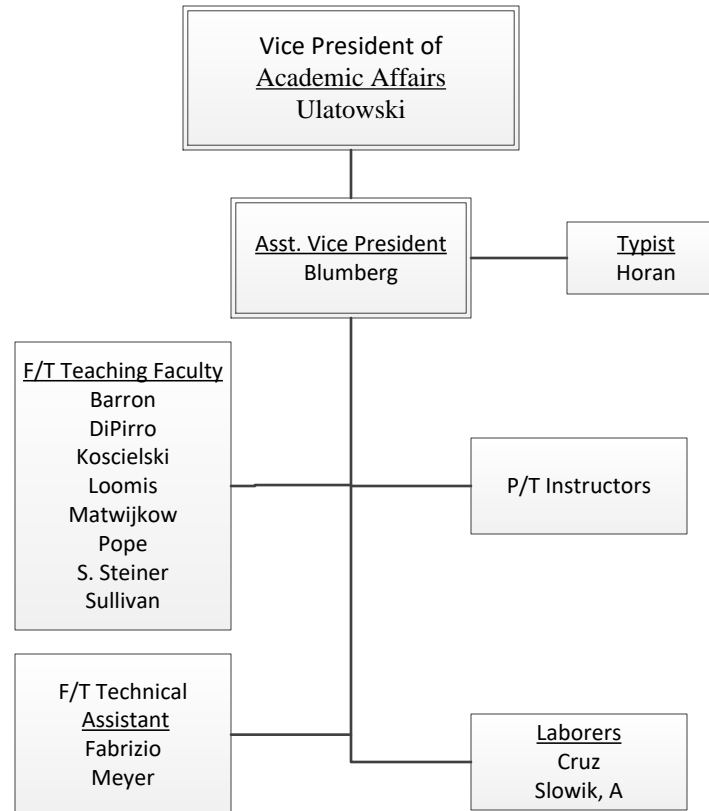 Vice President of
Academic Affairs
Ulatowski
Asst. Vice President
Blumberg
Typist
Horan
F/T Teaching Faculty
Barron
DiPirro
Koscielski
Loomis
Matwijkow
Pope
S. Steiner
Sullivan
P/T Instructors
F/T Technical
Assistant
Fabrizio
Meyer
Laborers
Cruz
Slowik, A